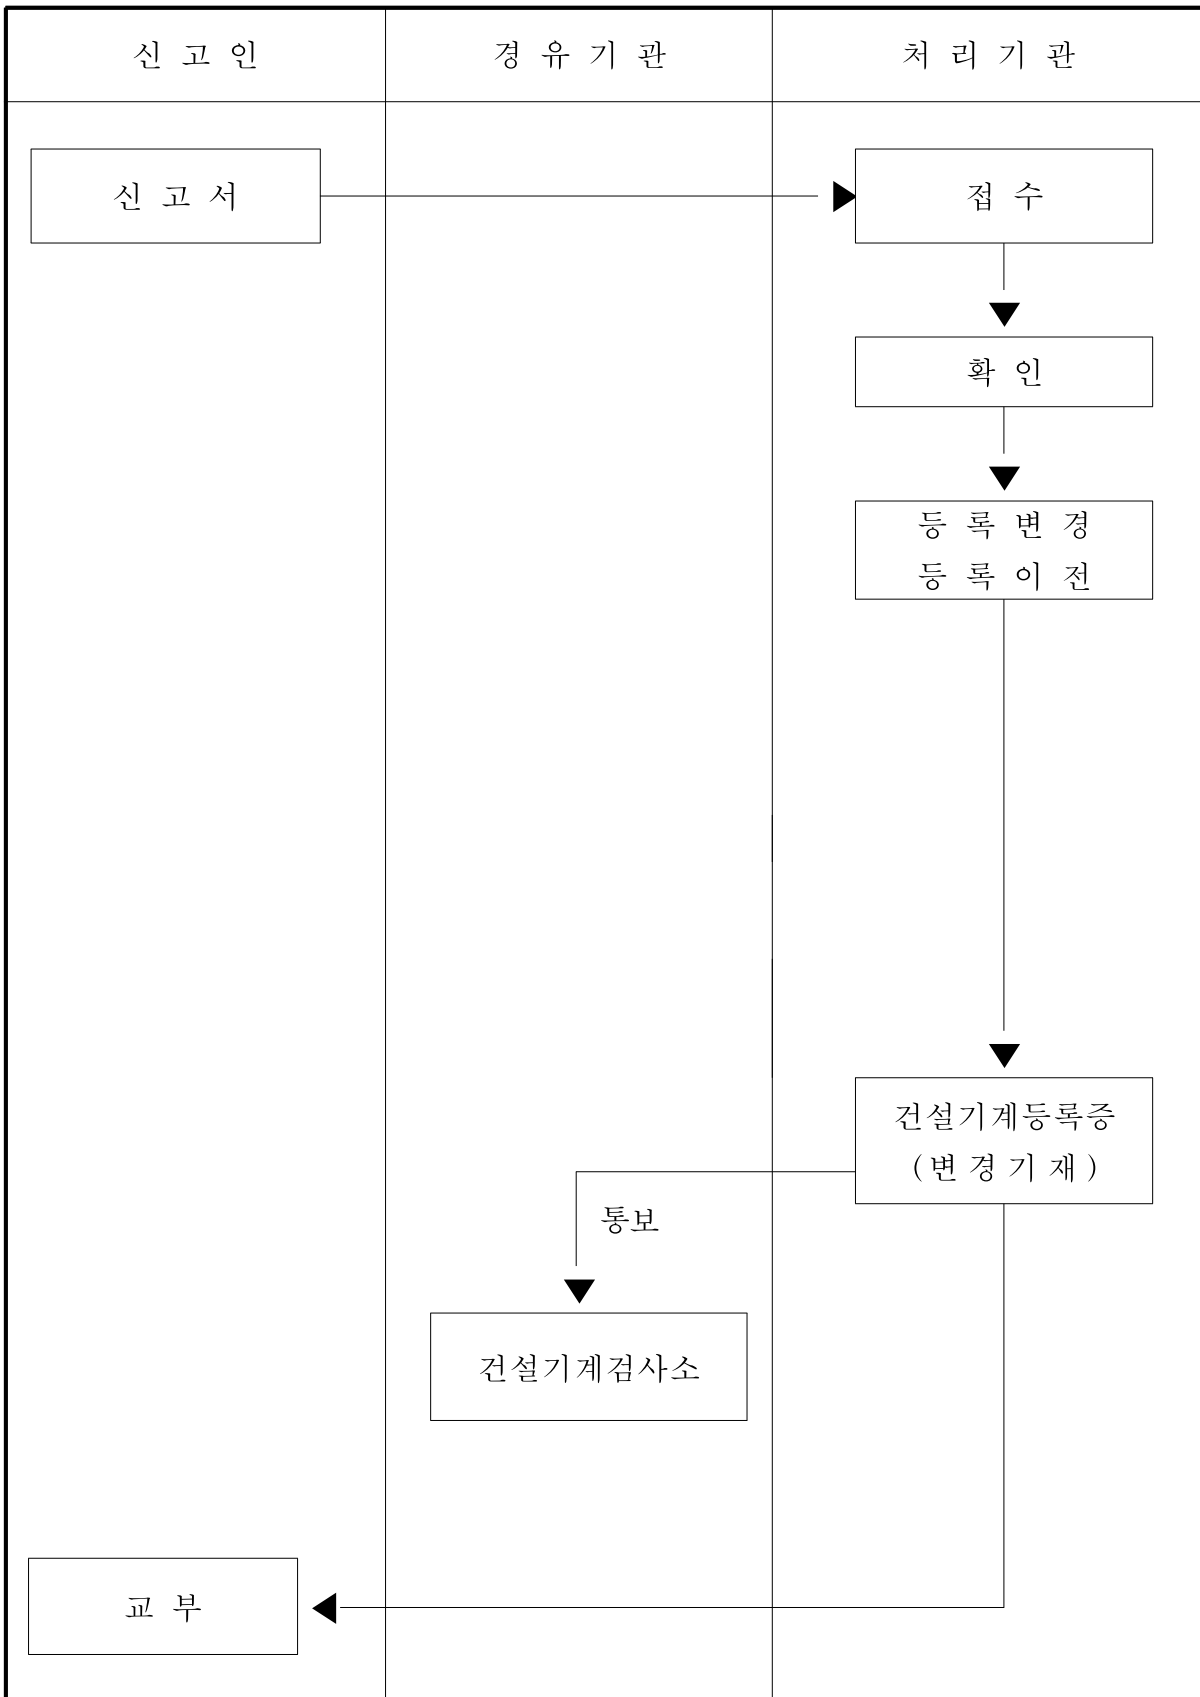 신 고 인
경 유 기 관
처 리 기 관
신 고 서
접 수
확 인
등 록 변 경
등 록 이 전
건설기계등록증
(변 경 기 재)
통보
건설기계검사소
교 부